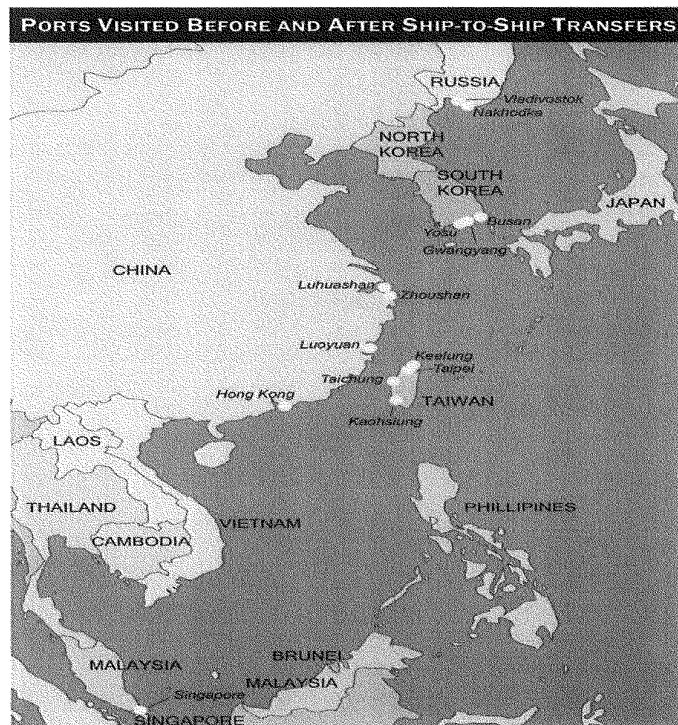 PORTS VISITED BEFORE AND AFTER SHIP-TO-SHIP TRANSFERS
RUSSIA
Vladivostok
Nakhodka
NORTH
KOREA
SOUTH
KOREA
JAPAN
Yosu
Busan
Gwangyang
CHINA
Luhuashan
Zhoushan
Luoyuan
Keelung
Taipei
Taichung
Hong Kong
TAIWAN
Kaohsiung
LAOS
THAILAND
VIETNAM
PHILLIPINES
CAMBODIA
BRUNEI
MALAYSIA
MALAYSIA
Singapore
SINGAPORE